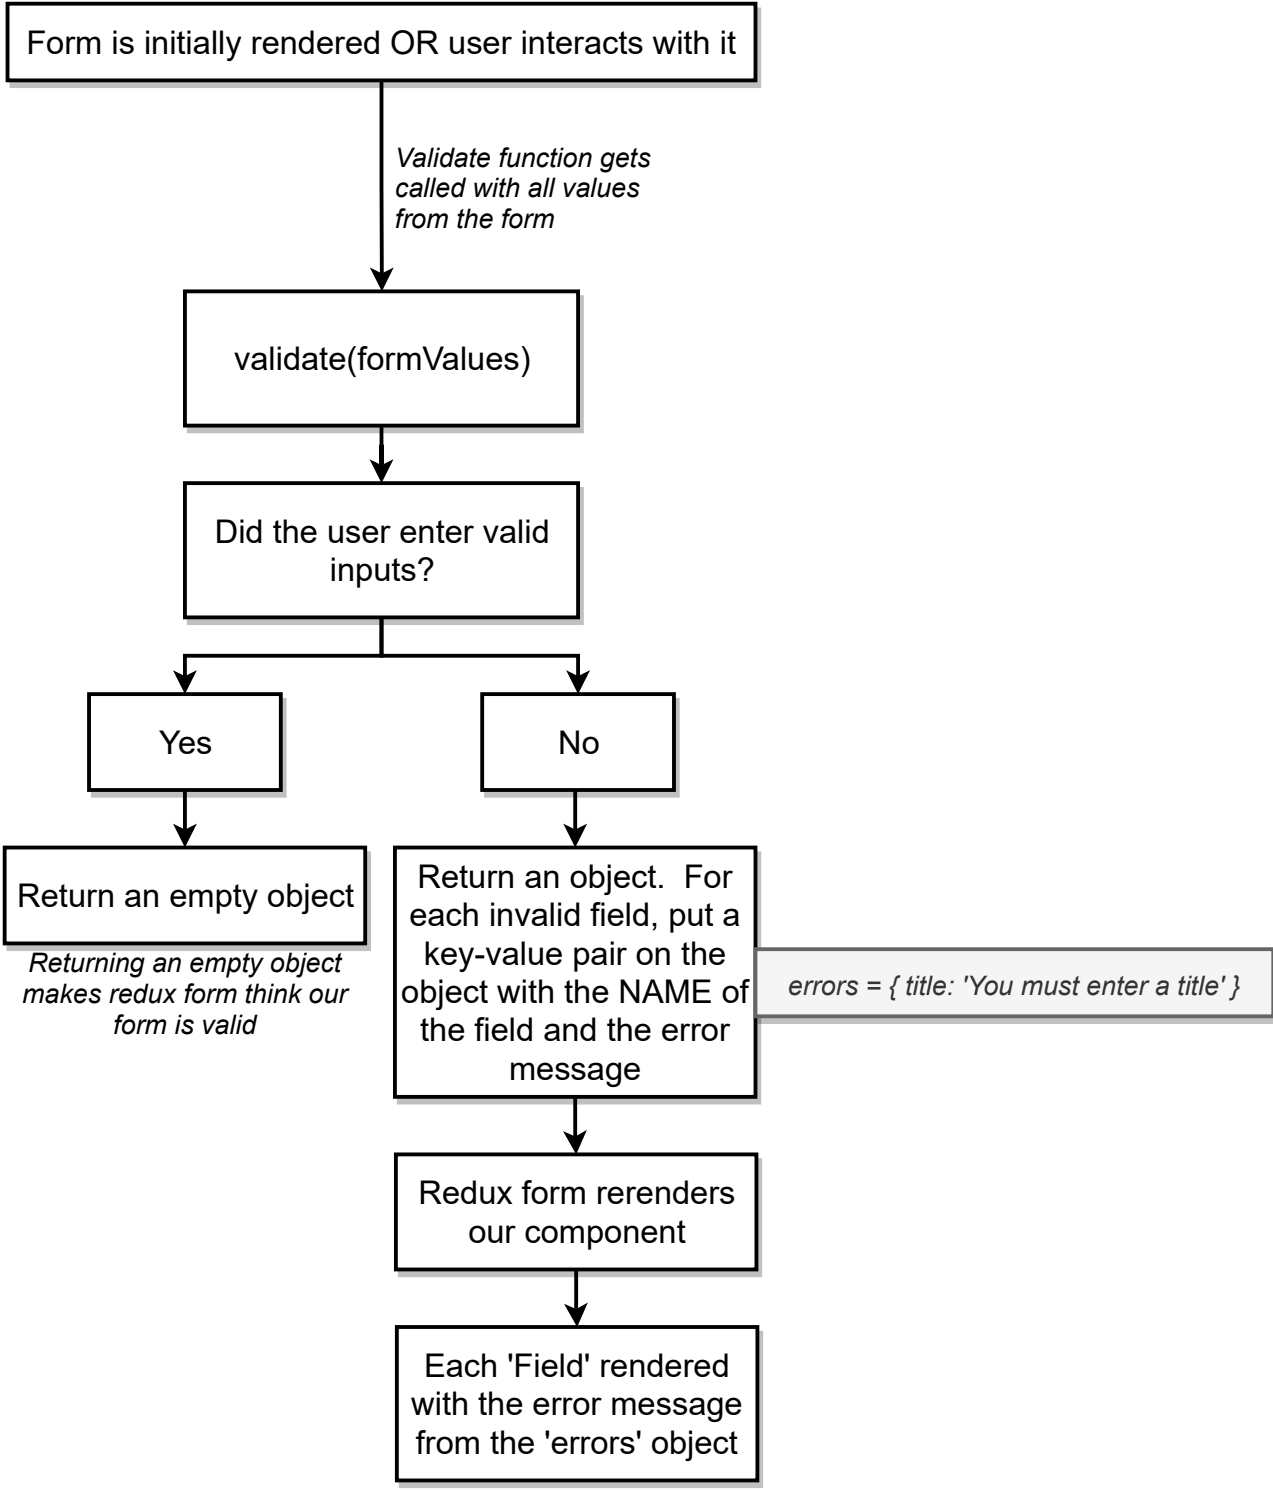 Form is initially rendered OR user interacts with it
Validate function gets
called with all values
from the form
validate(formValues)
Did the user enter valid
inputs?
Yes
No
Return an empty object
Returning an empty object
makes redux form think our
form is valid
Return an object.  For
each invalid field, put a
key-value pair on the
object with the NAME of
the field and the error
message
errors = { title: 'You must enter a title' }
Redux form rerenders
our component
Each 'Field' rendered
with the error message
from the 'errors' object